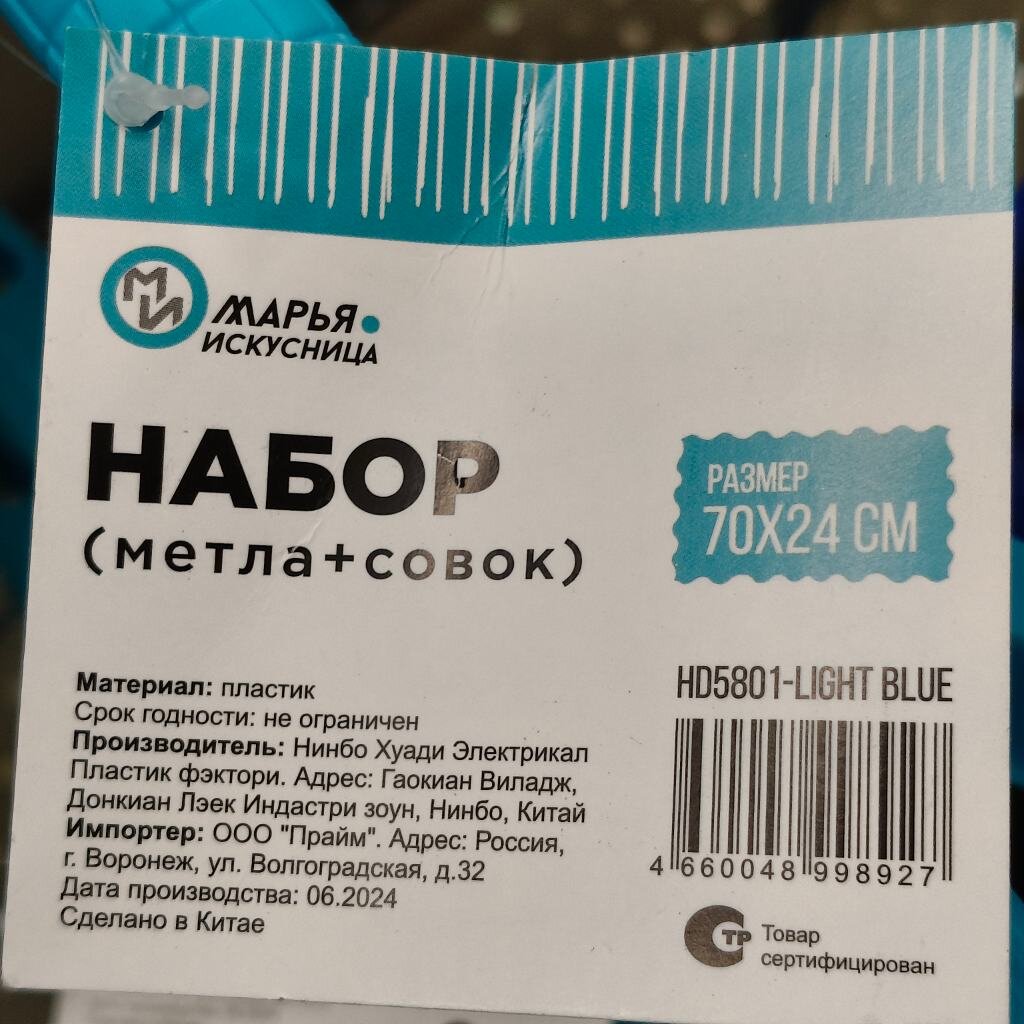 МИ
МАРЬЯ
ИСКУСНИЦА
НАБОР
(метла+совок)
РАЗМЕР
70X24 СМ
Материал: пластик
Срок годности: не ограничен
Производитель: Нинбо Хуади Электрикал
Пластик фэктори. Адрес: Гаокиан Виладж,
Донкиан Лэек Индастри зоун, Нинбо, Китай
Импортер: ООО "Прайм". Адрес: Россия,
г. Воронеж, ул. Волгоградская, д.32
Дата производства: 06.2024
Сделано в Китае
HD5801-LIGHT BLUE
4 660048 998927
СТР
Товар
сертифицирован